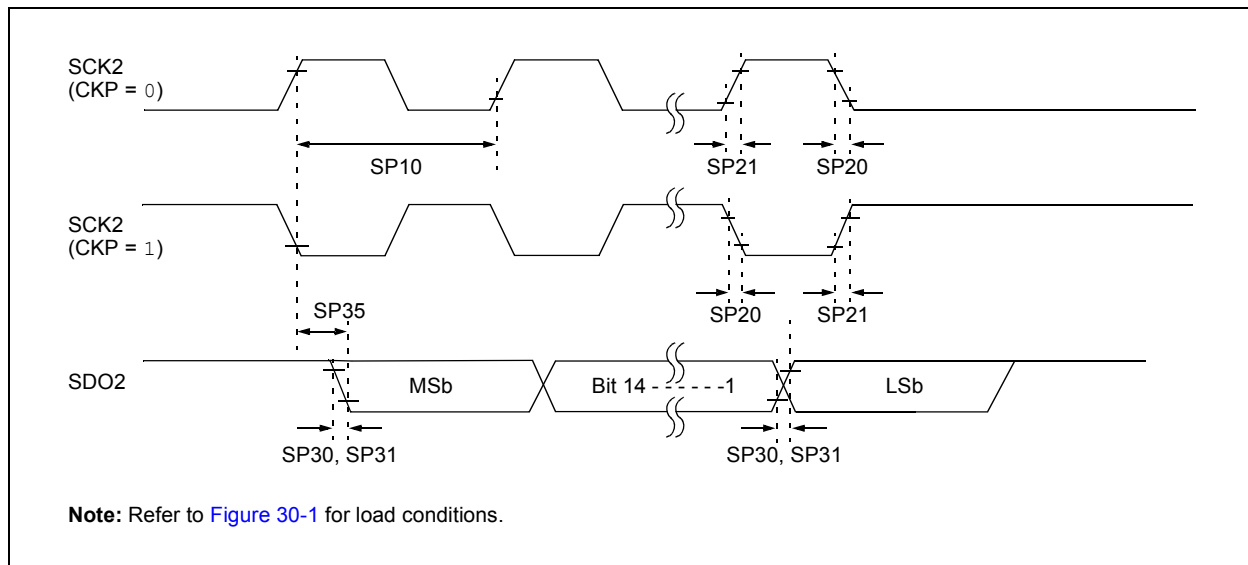 SCK2
(CKP = 0)
SP10
SP21
SP20
SCK2
(CKP = 1)
SP35
SP20
SP21
SDO2
MSb
Bit 14 - - - - - -1
LSb
SP30, SP31
SP30, SP31
Note: Refer to Figure 30-1 for load conditions.